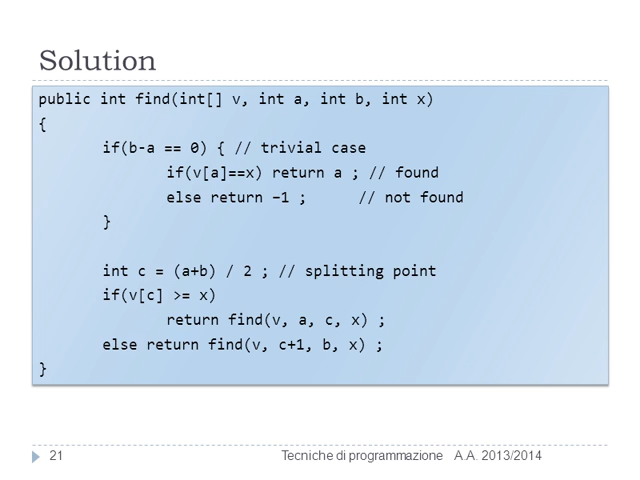 Solution
public int find(int[] v, int a, int b, int x)
{
if(b-a == 0) { // trivial case
if(v[a]==x) return a ; // found
else return –1 ; // not found
}
int c = (a+b) / 2 ; // splitting point
if(v[c] >= x)
return find(v, a, c, x) ;
else return find(v, c+1, b, x) ;
}
21 Tecniche di programmazione A.A. 2013/2014